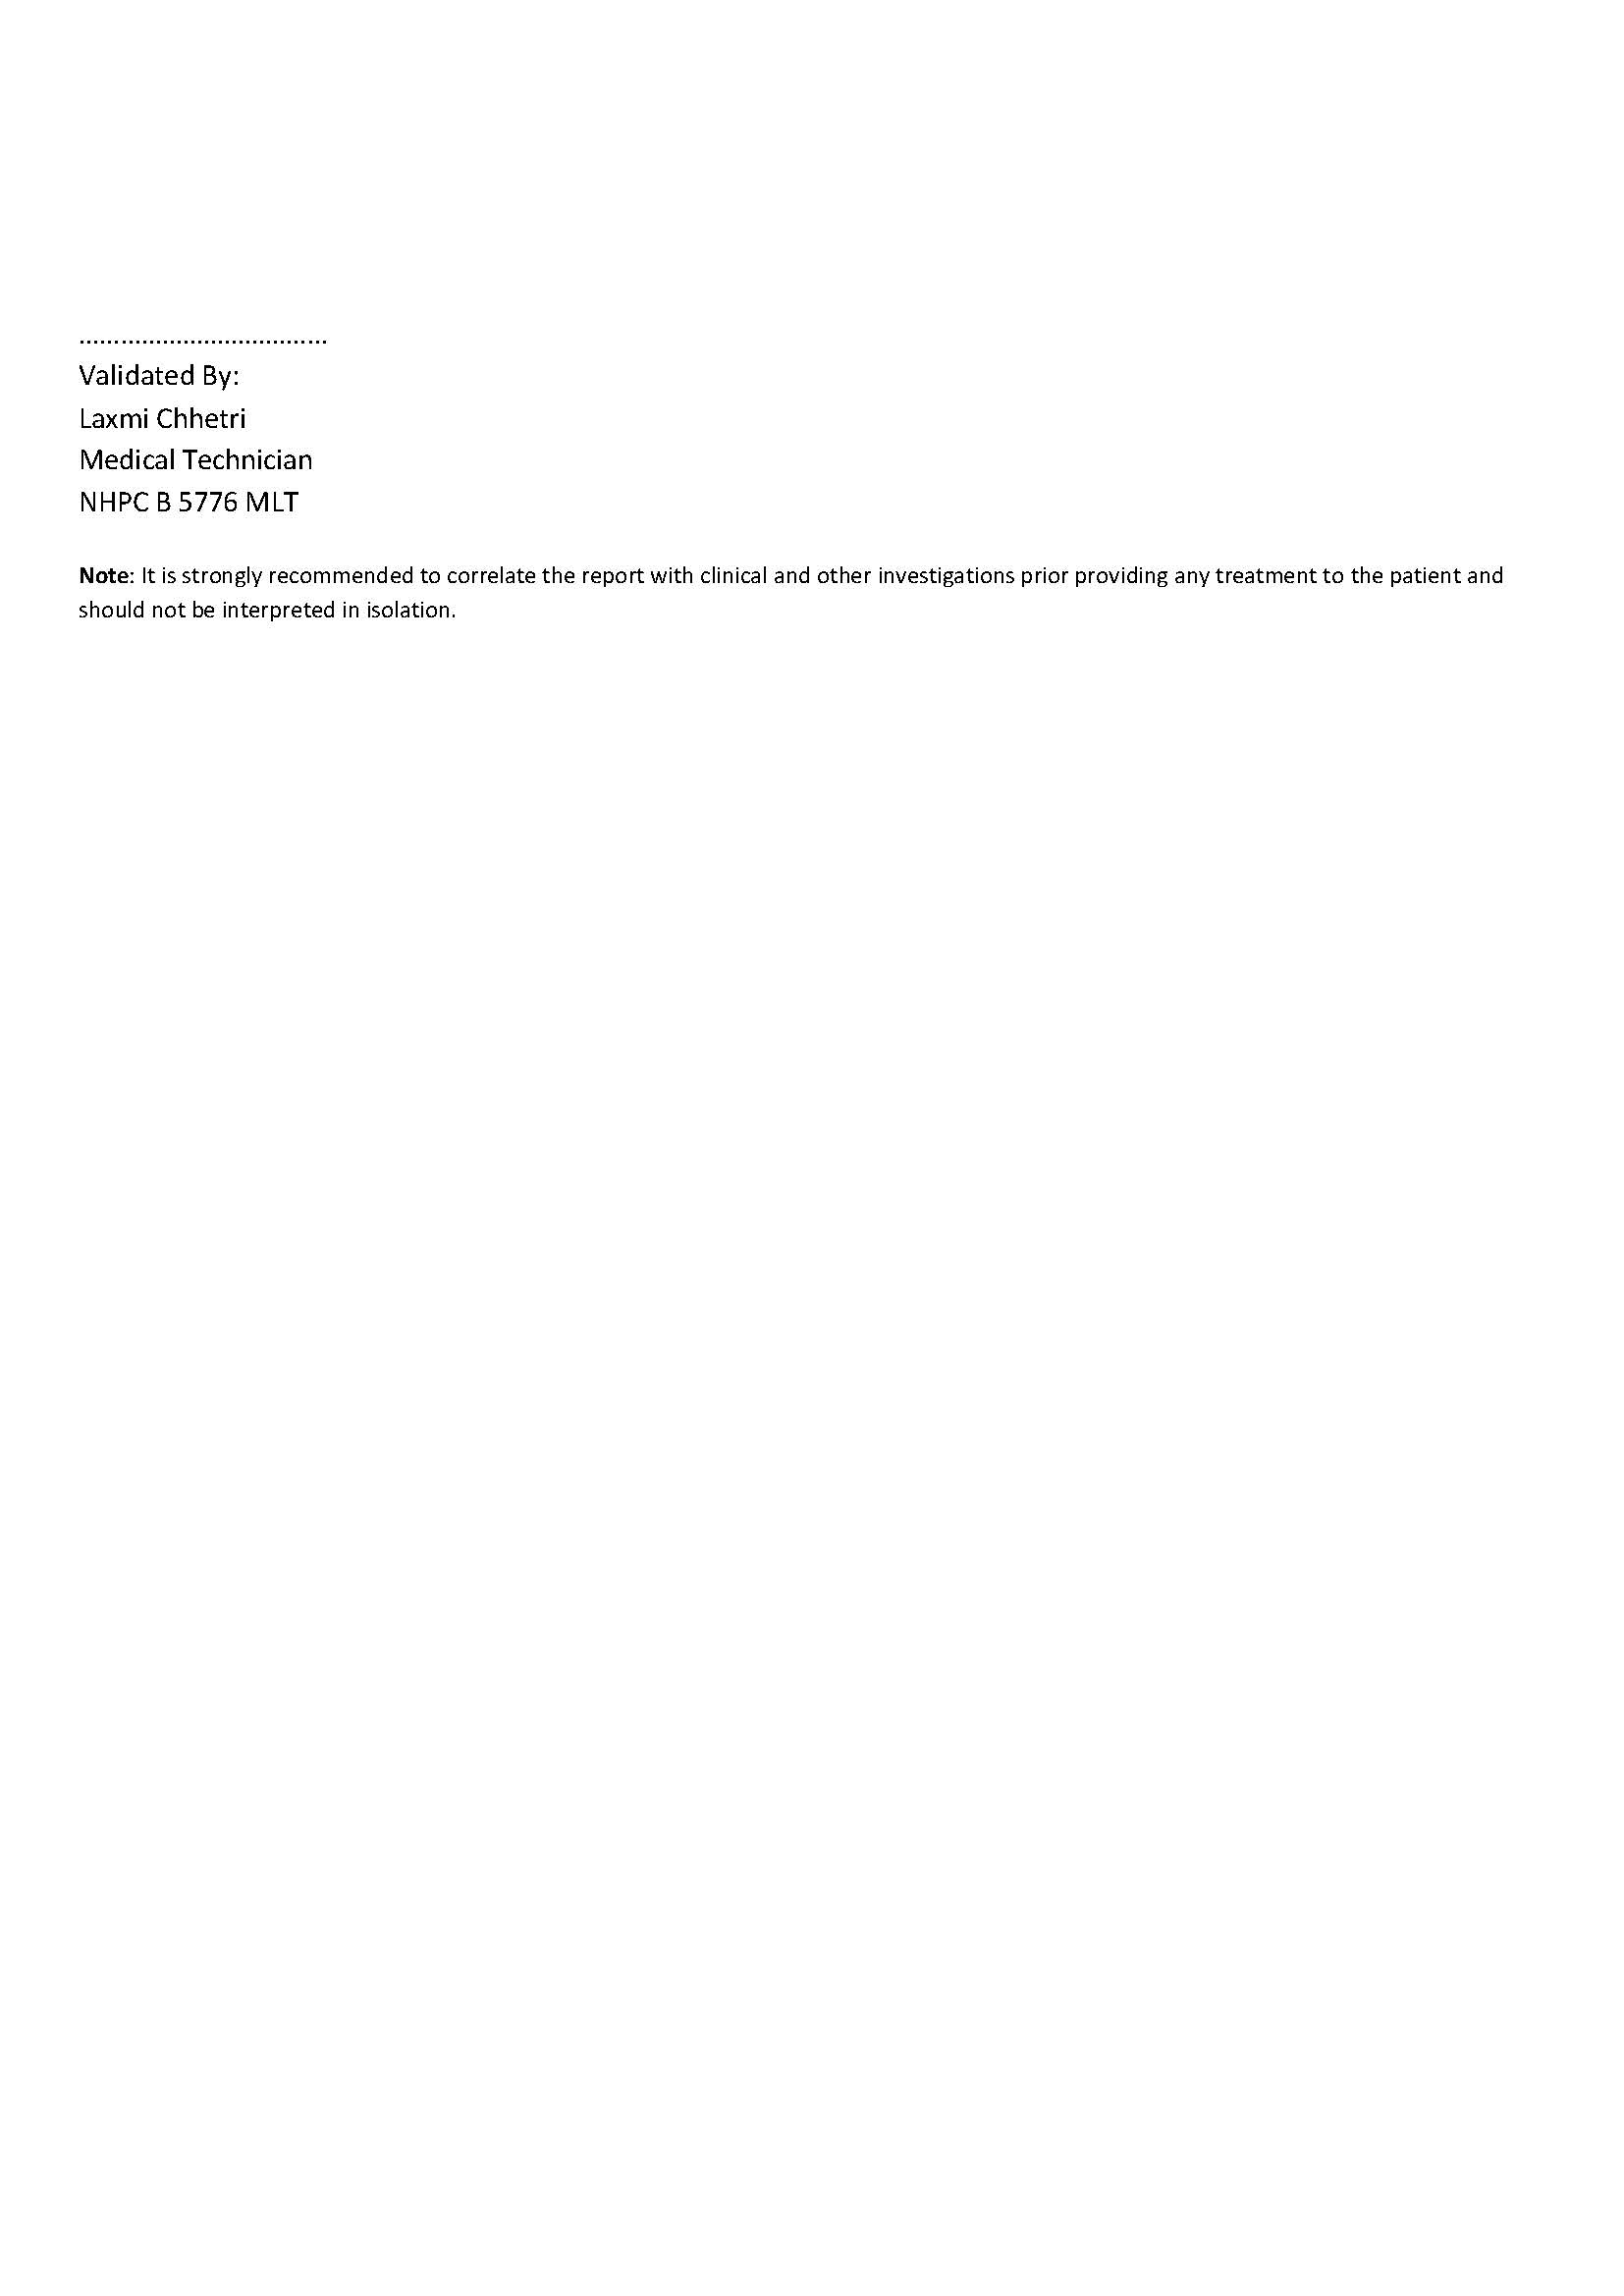 ....................................
Validated By:
Laxmi Chhetri
Medical Technician
NHPC B 5776 MLT
Note: It is strongly recommended to correlate the report with clinical and other investigations prior providing any treatment to the patient and
should not be interpreted in isolation.